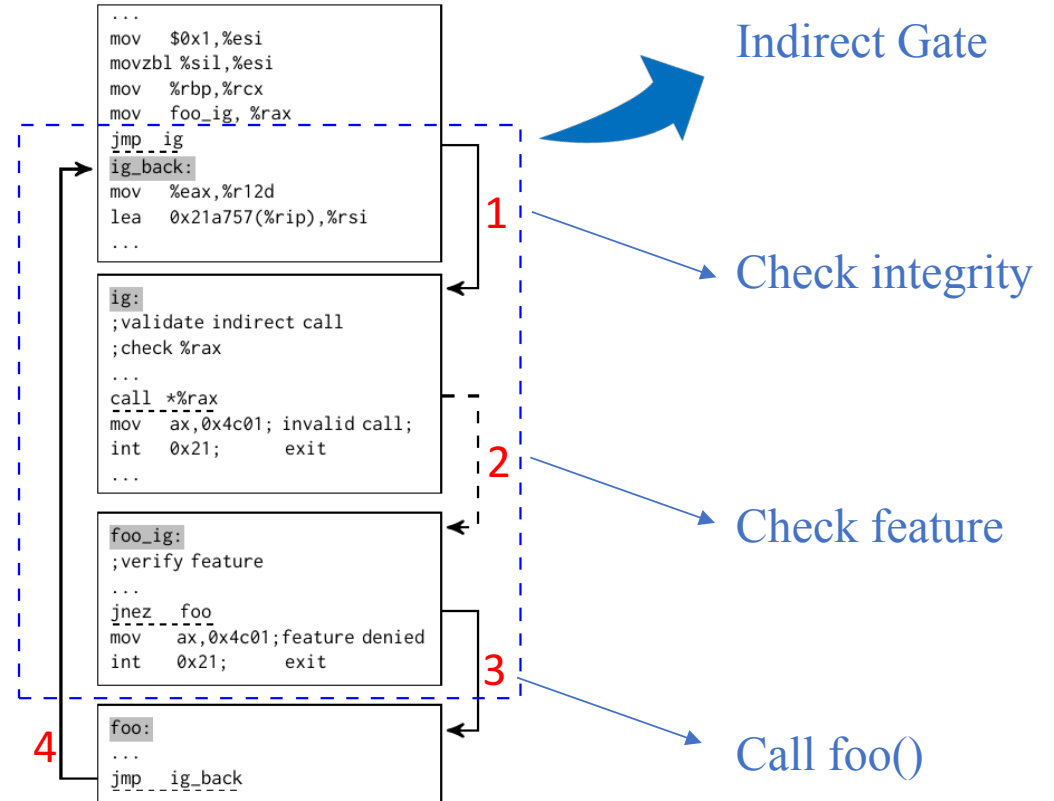 ...
mov $0x1,%esi
movzbl %sil,%esi
mov %rbp,%rcx
mov foo_ig, %rax
jmp ig
ig_back:
mov %eax,%r12d
lea 0x21a757(%rip),%rsi
...
ig:
;validate indirect call
;check %rax
...
call *%rax
mov ax,0x4c01; invalid call;
int 0x21; exit
...
foo_ig:
;verify feature
...
jnez foo
mov ax,0x4c01;feature denied
int 0x21; exit
foo:
...
jmp ig_back
1
2
3
4
Indirect Gate
Check integrity
Check feature
Call foo()